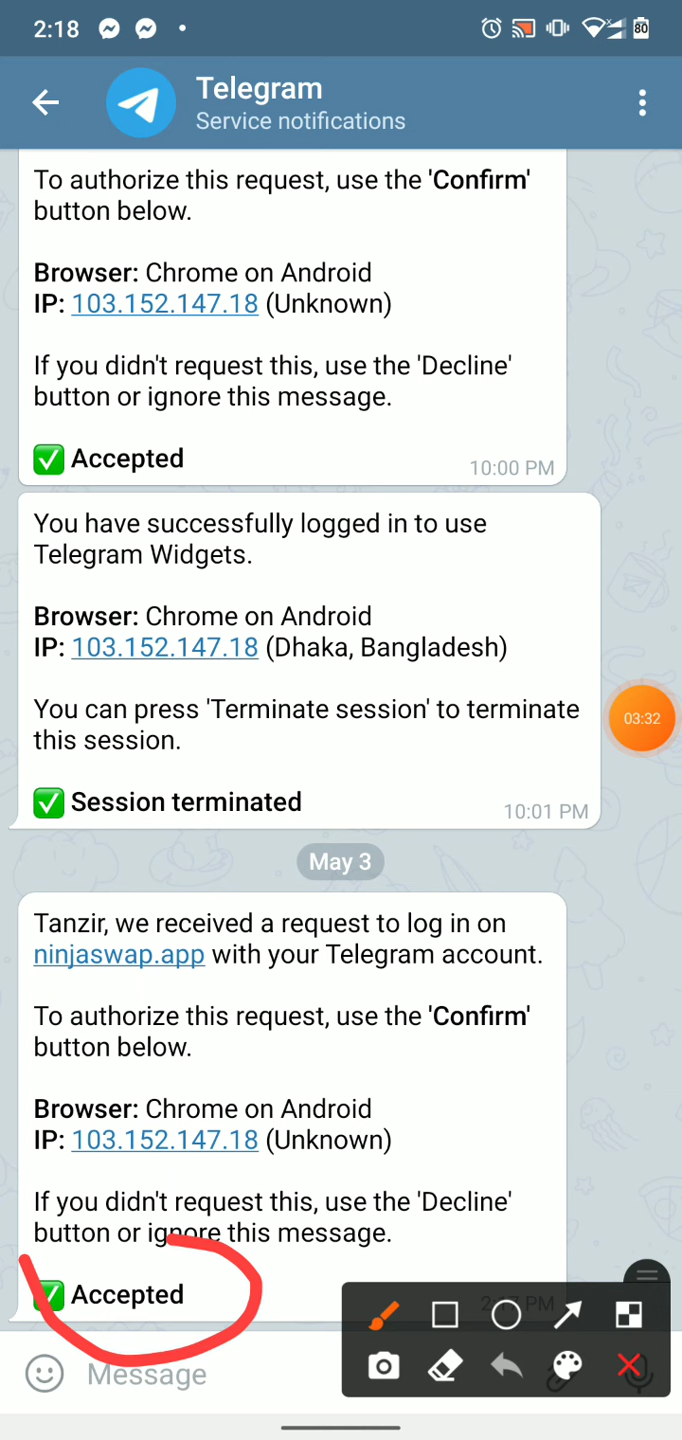 2:18
80
Telegram
Service notifications
To authorize this request, use the 'Confirm'
button below.
Browser: Chrome on Android
IP: 103.152.147.18 (Unknown)
If you didn't request this, use the 'Decline'
button or ignore this message.
Accepted
10:00 PM
You have successfully logged in to use
Telegram Widgets.
Browser: Chrome on Android
IP: 103.152.147.18 (Dhaka, Bangladesh)
You can press 'Terminate session' to terminate
this session.
03:32
Session terminated
10:01 PM
May 3
Tanzir, we received a request to log in on
ninjaswap.app with your Telegram account.
To authorize this request, use the 'Confirm'
button below.
Browser: Chrome on Android
IP: 103.152.147.18 (Unknown)
If you didn't request this, use the 'Decline'
button or ignore this message.
Accepted
PM
Message